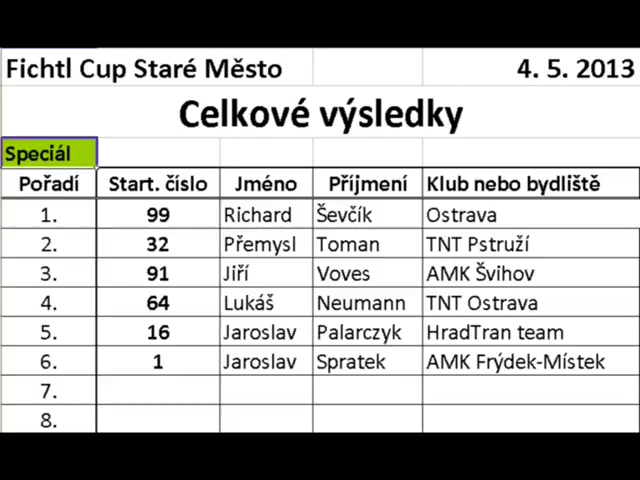 Fichtl Cup Staré Město 4. 5. 2013
Celkové výsledky
Speciál
Pořadí Start. číslo Jméno Příjmení Klub nebo bydliště
1. 99 Richard Ševčík Ostrava
2. 32 Přemysl Toman TNT Pstruží
3. 91 Jiří Voves AMK Švihov
4. 64 Lukáš Neumann TNT Ostrava
5. 16 Jaroslav Palarczyk HradTran team
6. 1 Jaroslav Spratek AMK Frýdek-Místek
7.
8.